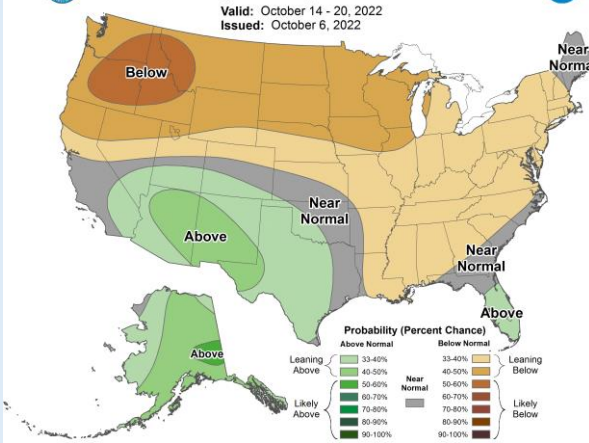 Valid: October 14 - 20, 2022
Issued: October 6, 2022
Near
Normal
Below
Near
Normal
Above
Near
Normal
Above
Above
Probability (Percent Chance)
Above Normal Below Normal
Leaning
Above
33-40% 33-40%
40-50% 40-50%
Leaning
Below
50-60% Near
Normal 50-60%
60-70% 60-70%
Likely
Above
70-80% 70-80%
Likely
Below
80-90% 80-90%
90-100% 90-100%